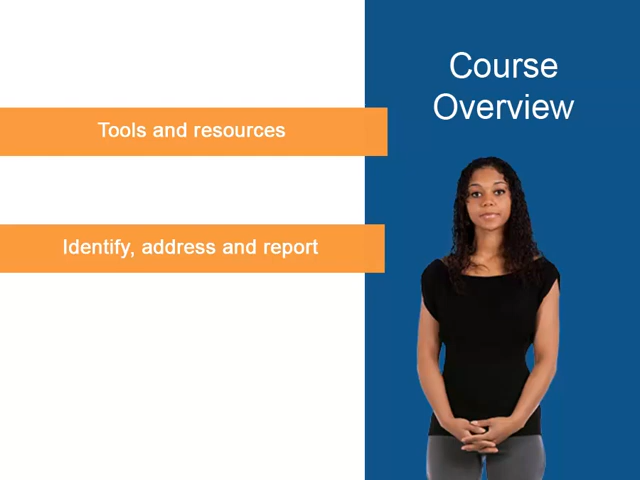 Course
Overview
Tools and resources
Identify, address and report